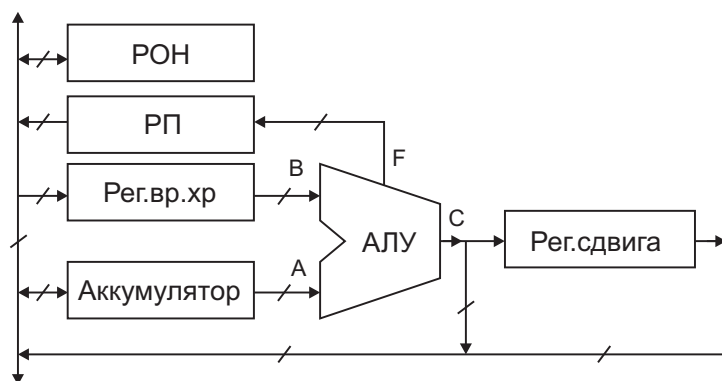 РОН
РП
F
Рег.вр.хр
B
АЛУ
C
Рег.сдвига
Аккумулятор
A